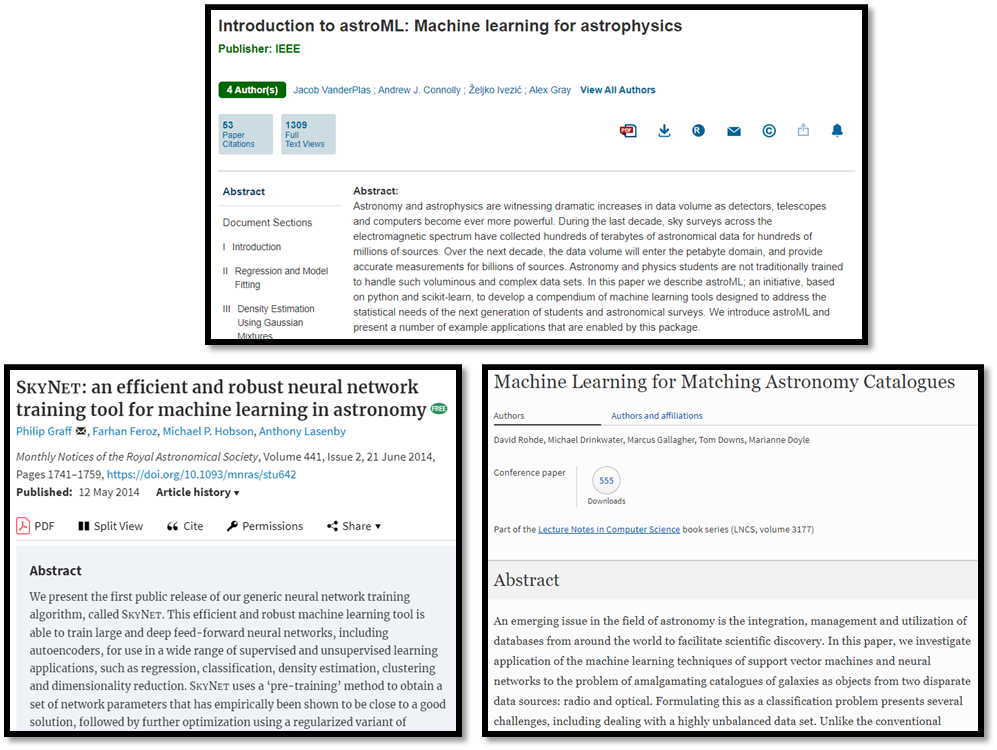 Introduction to astroML: Machine learning for astrophysics
Publisher: IEEE
4 Author(s) Jacob VanderPlas ; Andrew J. Connolly ; Željko Ivezić ; Alex Gray View All Authors
53
Paper
Citations
1309
Full
Text Views
PDF
R
C
Abstract
Document Sections
I Introduction
II Regression and Model
Fitting
III Density Estimation
Using Gaussian
Mixtures
Abstract:
Astronomy and astrophysics are witnessing dramatic increases in data volume as detectors, telescopes
and computers become ever more powerful. During the last decade, sky surveys across the
electromagnetic spectrum have collected hundreds of terabytes of astronomical data for hundreds of
millions of sources. Over the next decade, the data volume will enter the petabyte domain, and provide
accurate measurements for billions of sources. Astronomy and physics students are not traditionally trained
to handle such voluminous and complex data sets. In this paper we describe astroML; an initiative, based
on python and scikit-learn, to develop a compendium of machine learning tools designed to address the
statistical needs of the next generation of students and astronomical surveys. We introduce astroML and
present a number of example applications that are enabled by this package.
SKYNET: an efficient and robust neural network
training tool for machine learning in astronomy FREE
Philip Graff, Farhan Feroz, Michael P. Hobson, Anthony Lasenby
Monthly Notices of the Royal Astronomical Society, Volume 441, Issue 2, 21 June 2014,
Pages 1741–1759, https://doi.org/10.1093/mnras/stu642
Published: 12 May 2014 Article history ▾
PDF Split View Cite Permissions Share ▾
Abstract
We present the first public release of our generic neural network training
algorithm, called SKYNET. This efficient and robust machine learning tool is
able to train large and deep feed-forward neural networks, including
autoencoders, for use in a wide range of supervised and unsupervised learning
applications, such as regression, classification, density estimation, clustering
and dimensionality reduction. SKYNET uses a ‘pre-training’ method to obtain a
set of network parameters that has empirically been shown to be close to a good
solution, followed by further optimization using a regularized variant of
Machine Learning for Matching Astronomy Catalogues
Authors Authors and affiliations
David Rohde, Michael Drinkwater, Marcus Gallagher, Tom Downs, Marianne Doyle
Conference paper
555
Downloads
Part of the Lecture Notes in Computer Science book series (LNCS, volume 3177)
Abstract
An emerging issue in the field of astronomy is the integration, management and utilization of
databases from around the world to facilitate scientific discovery. In this paper, we investigate
application of the machine learning techniques of support vector machines and neural
networks to the problem of amalgamating catalogues of galaxies as objects from two disparate
data sources: radio and optical. Formulating this as a classification problem presents several
challenges, including dealing with a highly unbalanced data set. Unlike the conventional